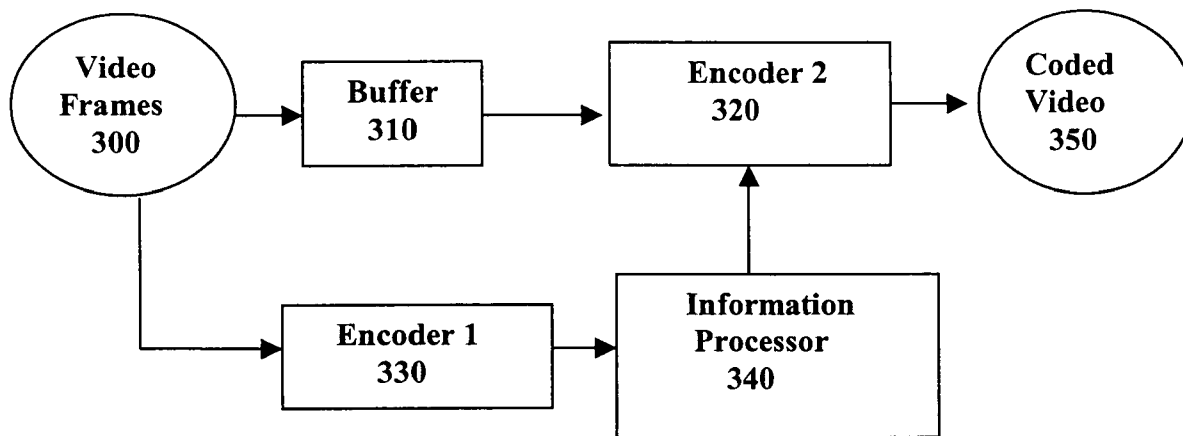 Video
Frames
300
Buffer
310
Encoder 2
320
Coded
Video
350
Encoder 1
330
Information
Processor
340